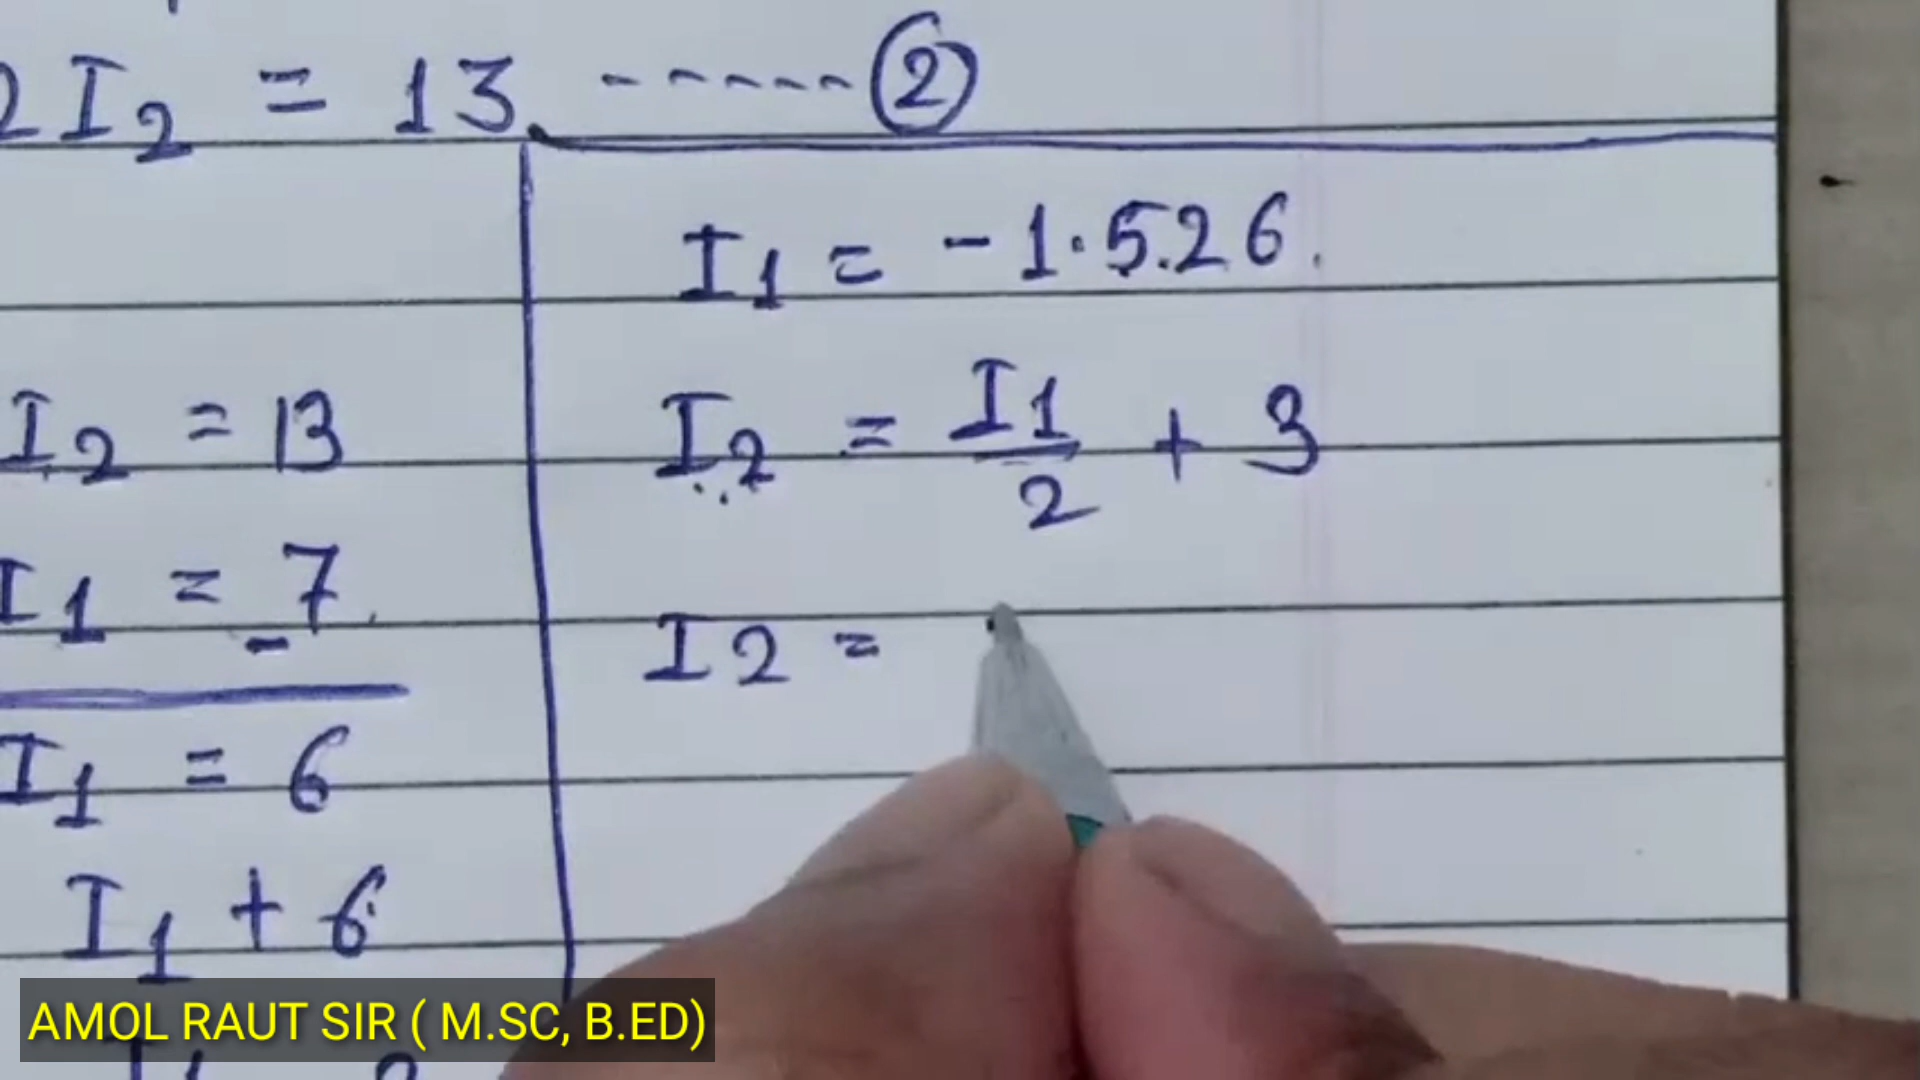 2I2 = 13 ----- 2
I2 = 13
I1 = -7
I1 = 6
I1 + 6
I1 = -1.526.
I2 = I1/2 + 3
I2 =
AMOL RAUT SIR ( M.SC, B.ED)